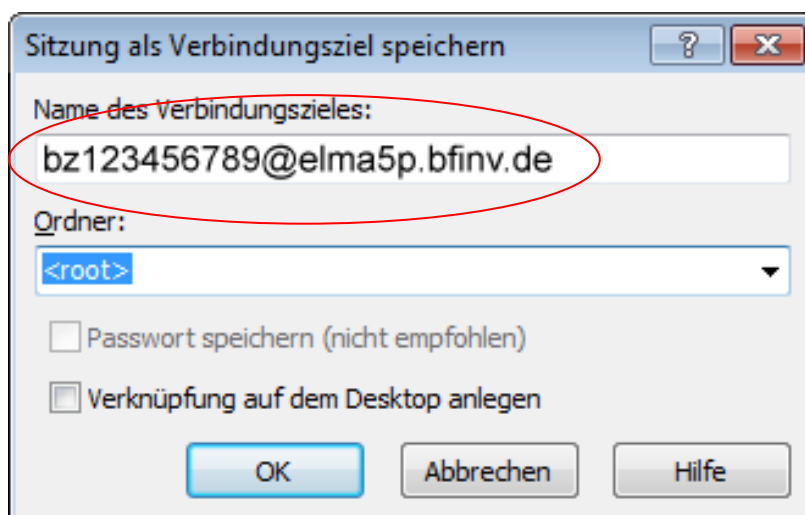 Sitzung als Verbindungsziel speichern
Name des Verbindungszieles:
bz123456789@elma5p.bfinv.de
Ordner:
<root>
Passwort speichern (nicht empfohlen)
Verknüpfung auf dem Desktop anlegen
OK Abbrechen Hilfe